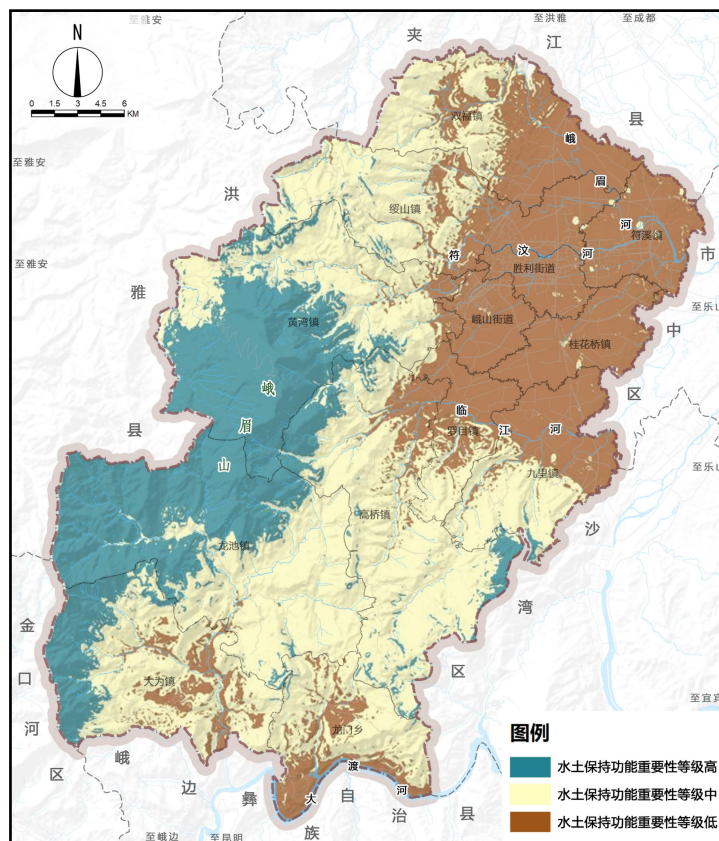 至雅安
至洪雅
至成都
夹
江
县
N
0 1.5 3 4.5 6
KM
双福镇
峨
眉
河
至雅安
洪
绥山镇
符溪镇
符
汶
河
市
雅
至雅安
胜利街道
黄湾镇
峨山街道
至乐山
中
桂花桥镇
峨
眉
山
区
临
江
河
县
罗目镇
九里镇
至乐山
高桥镇
沙
龙池镇
湾
金
口
河
区
大为镇
区
至宜宾
龙门乡
峨
边
彝
族
自
治
县
大
渡
河
至峨边
至昆明
图例
水土保持功能重要性等级高
水土保持功能重要性等级中
水土保持功能重要性等级低